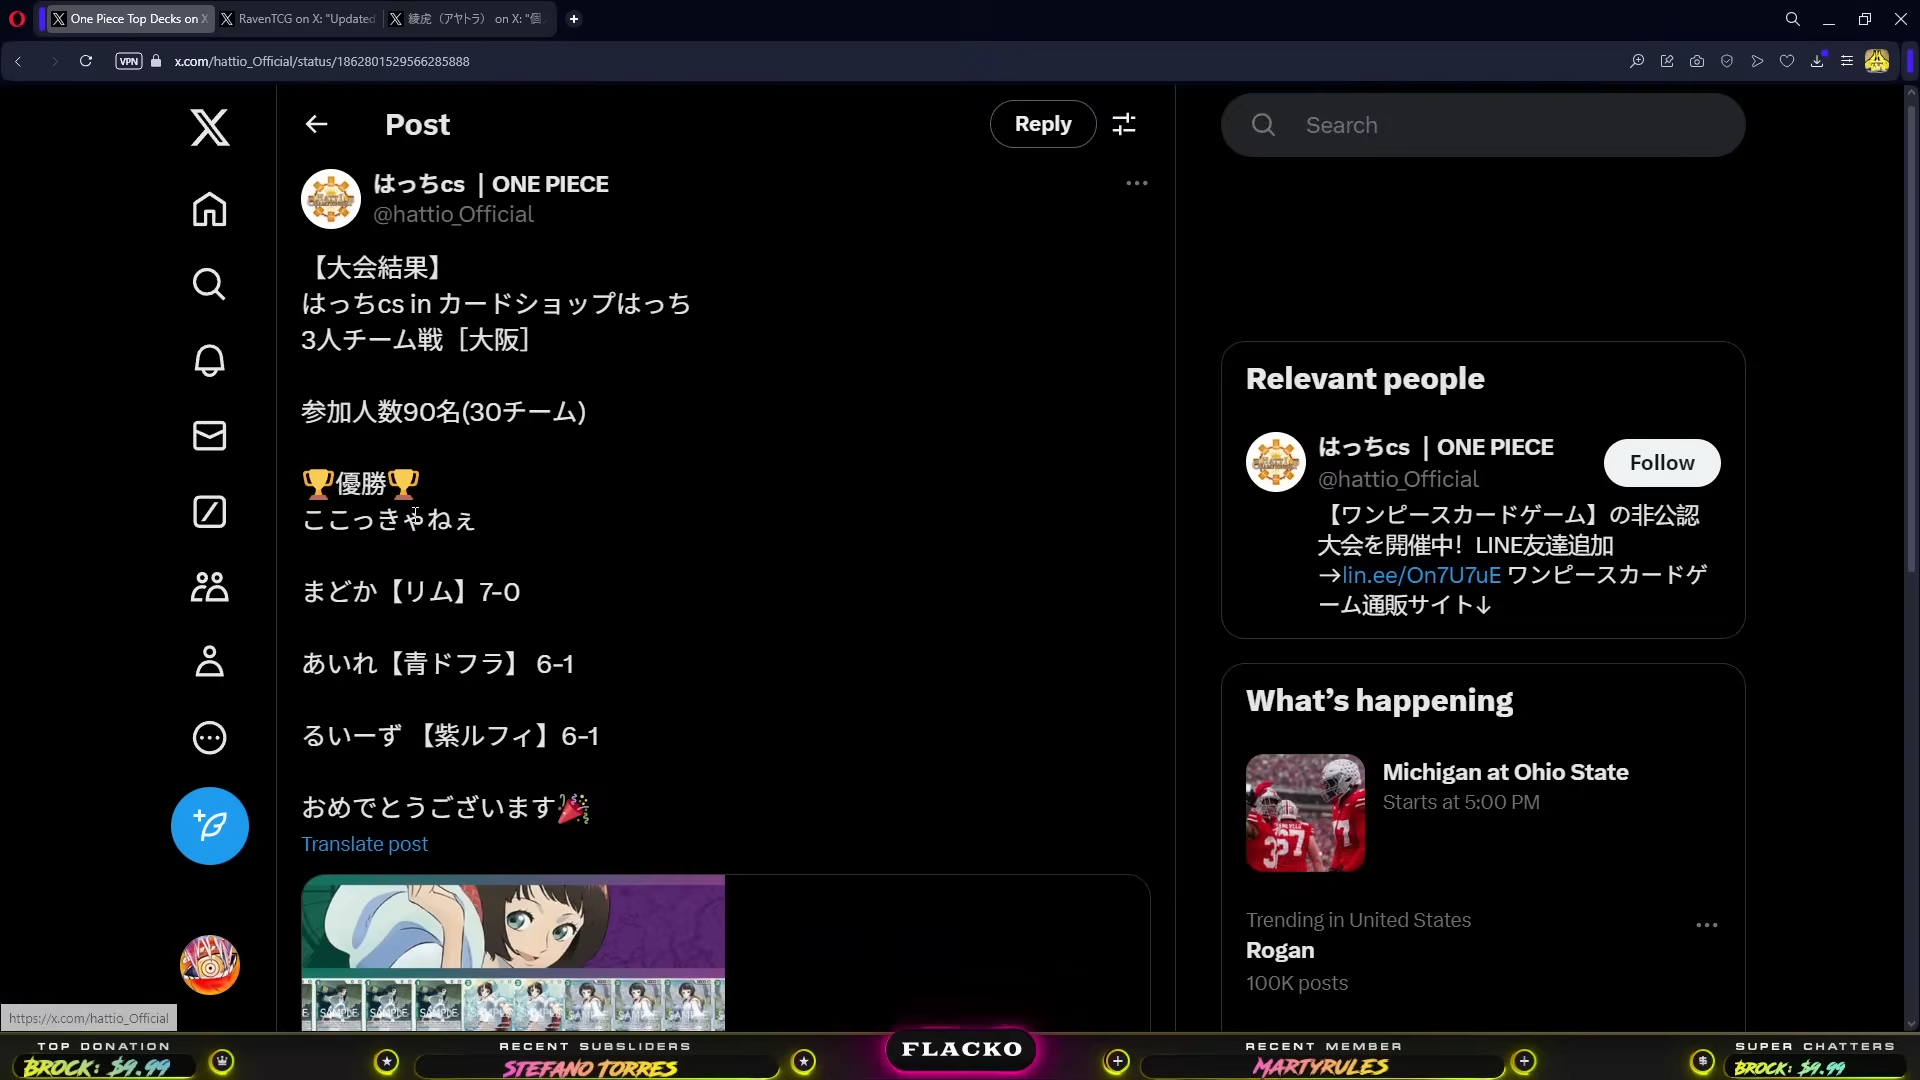 One Piece Top Decks on X
RavenTCG on X: "Updated
綾虎（アヤトラ） on X: "個
VPN
x.com/hattio_Official/status/1862801529566285888
Post
Reply
Search
はっちcs ｜ONE PIECE
@hattio_Official
【大会結果】
はっちcs in カードショップはっち
3人チーム戦［大阪］
参加人数90名(30チーム)
🏆優勝🏆
ここっきゃねぇ
まどか【リム】7-0
あいれ【青ドフラ】 6-1
るいーず 【紫ルフィ】6-1
おめでとうございます🎉
Translate post
SAMPLE SAMPLE SAMPLE SAMPLE SAMPLE SAMPLE SAMPLE SAMPLE
Relevant people
はっちcs ｜ONE PIECE
@hattio_Official
Follow
【ワンピースカードゲーム】の非公認
大会を開催中！LINE友達追加
→lin.ee/On7U7uE ワンピースカードゲ
ーム通販サイト↓
What's happening
Michigan at Ohio State
Starts at 5:00 PM
Trending in United States
Rogan
100K posts
https://x.com/hattio_Official
TOP DONATION
BROCK: $9.99
RECENT SUBSLIDERS
STEFANO TORRES
FLACKO
RECENT MEMBER
MARTYRULES
SUPER CHATTERS
BROCK: $9.99